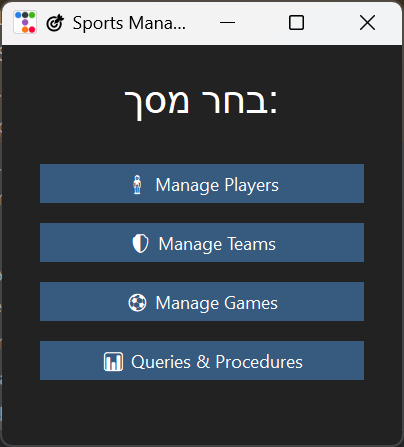 Sports Mana...
בחר מסך:
Manage Players
Manage Teams
Manage Games
Queries & Procedures